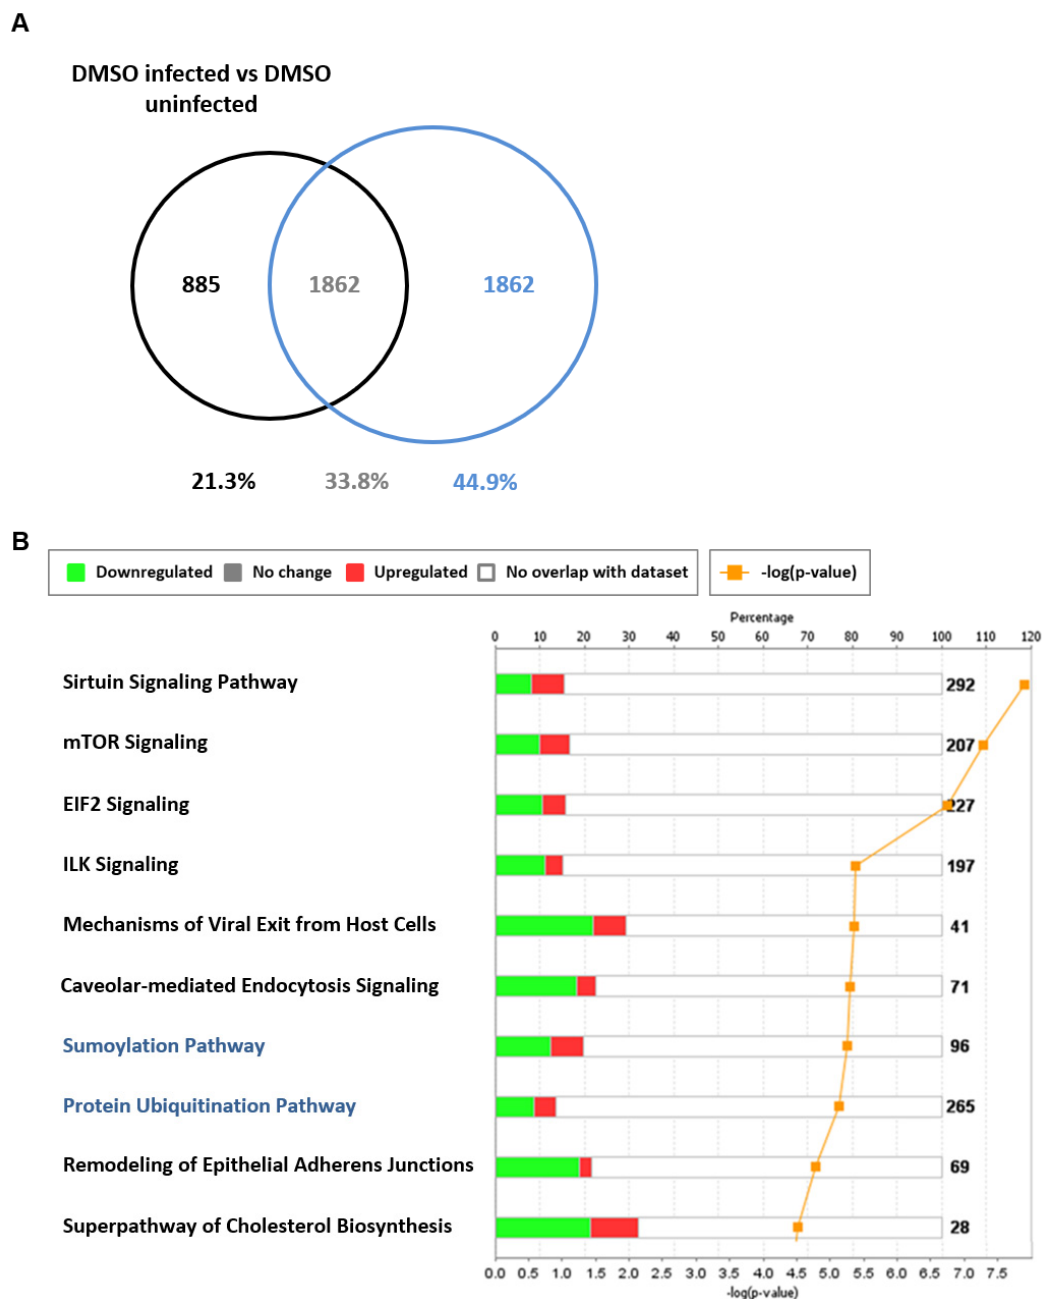 A
DMSO infected vs DMSO
uninfected
885 1862 1862
21.3% 33.8% 44.9%
B
Downregulated No change Upregulated No overlap with dataset -log(p-value)
Percentage
0 10 20 30 40 50 60 70 80 90 100 110 120
Sirtuin Signaling Pathway 292
mTOR Signaling 207
EIF2 Signaling 227
ILK Signaling 197
Mechanisms of Viral Exit from Host Cells 41
Caveolar-mediated Endocytosis Signaling 71
Sumoylation Pathway 96
Protein Ubiquitination Pathway 265
Remodeling of Epithelial Adherens Junctions 69
Superpathway of Cholesterol Biosynthesis 28
0.0 0.5 1.0 1.5 2.0 2.5 3.0 3.5 4.0 4.5 5.0 5.5 6.0 6.5 7.0 7.5
-log(p-value)